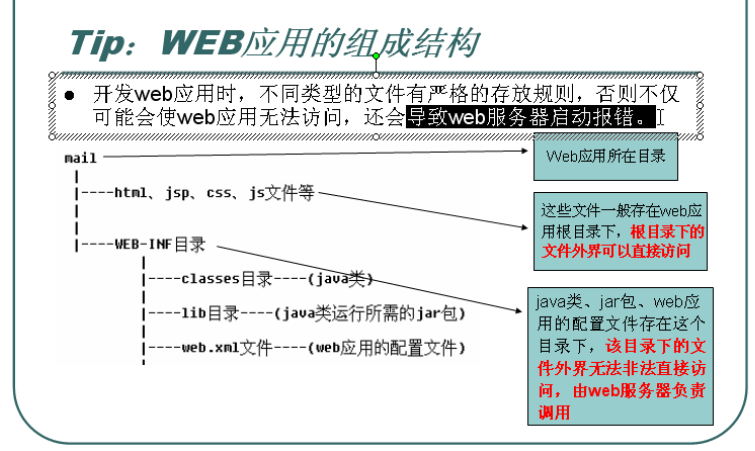 Tip：WEB应用的组成结构
● 开发web应用时，不同类型的文件有严格的存放规则，否则不仅
可能会使web应用无法访问，还会导致web服务器启动报错。
mail
Web应用所在目录
|----html、jsp、css、js文件等
这些文件一般存在web应
用根目录下，根目录下的
文件外界可以直接访问
|----WEB-INF目录
|----classes目录----(java类)
|----lib目录----(java类运行所需的jar包)
|----web.xml文件----(web应用的配置文件)
java类、jar包、web应
用的配置文件存在这个
目录下，该目录下的文
件外界无法非法直接访
问，由web服务器负责
调用